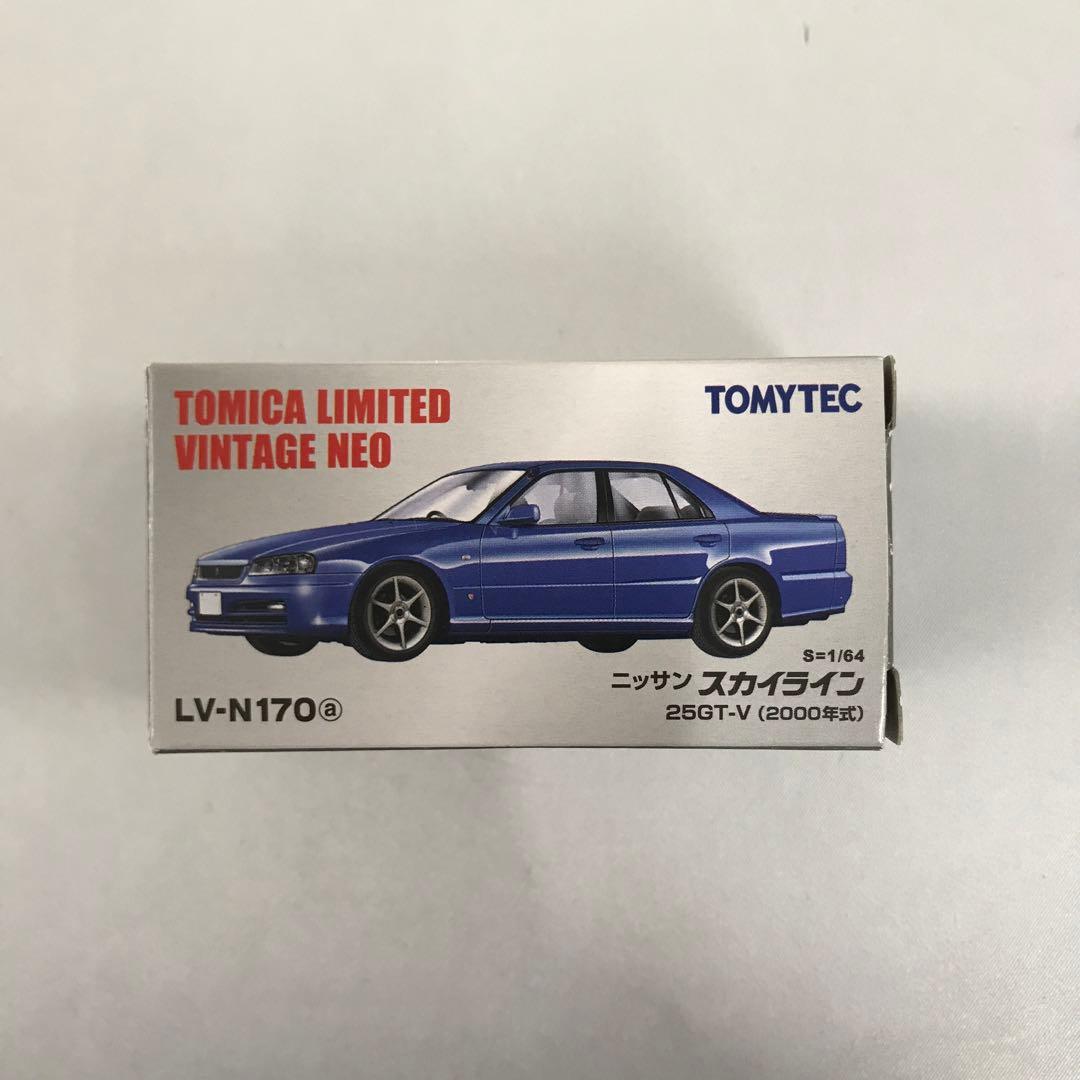 TOMICA LIMITED
VINTAGE NEO
TOMYTEC
S=1/64
ニッサン スカイライン
LV-N170ⓐ
25GT-V (2000年式)